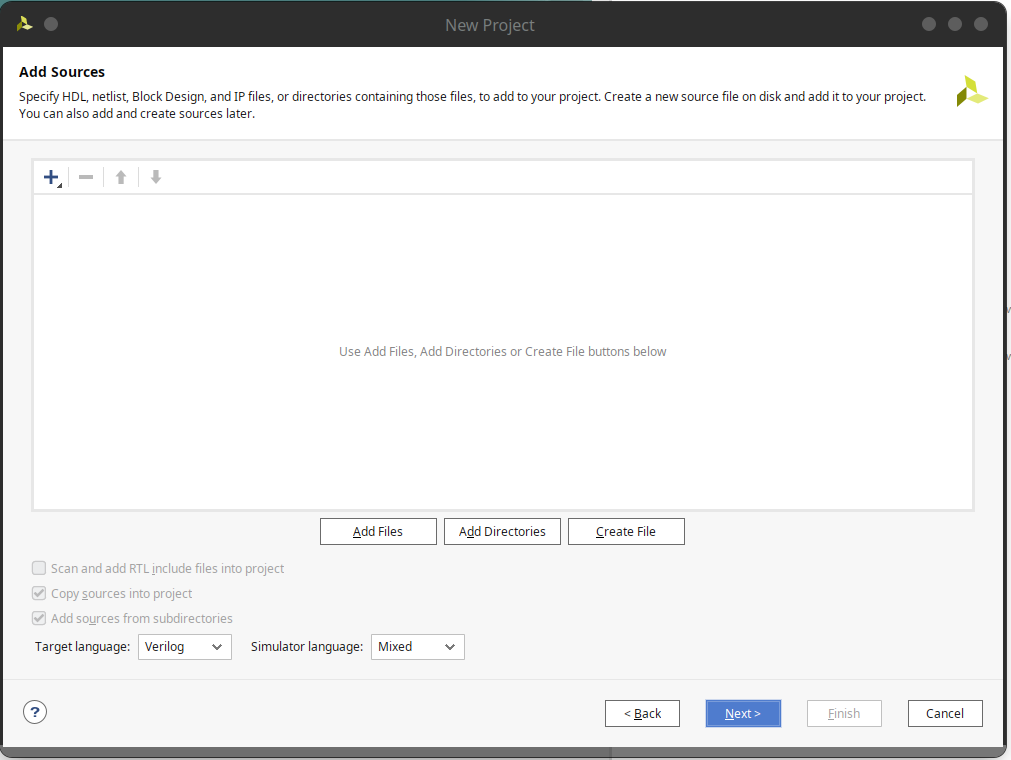 New Project
Add Sources
Specify HDL, netlist, Block Design, and IP files, or directories containing those files, to add to your project. Create a new source file on disk and add it to your project.
You can also add and create sources later.
Use Add Files, Add Directories or Create File buttons below
Add Files Add Directories Create File
Scan and add RTL include files into project
Copy sources into project
Add sources from subdirectories
Target language: Verilog Simulator language: Mixed
? < Back Next > Finish Cancel